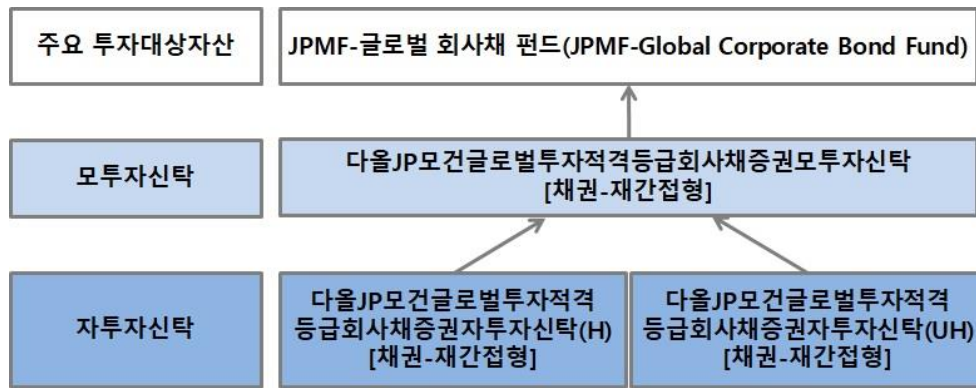 주요 투자대상자산
JPMF-글로벌 회사채 펀드(JPMF-Global Corporate Bond Fund)
모투자신탁
다올JP모건글로벌투자적격등급회사채증권모투자신탁
[채권-재간접형]
자투자신탁
다올JP모건글로벌투자적격
등급회사채증권자투자신탁(H)
[채권-재간접형]
다올JP모건글로벌투자적격
등급회사채증권자투자신탁(UH)
[채권-재간접형]